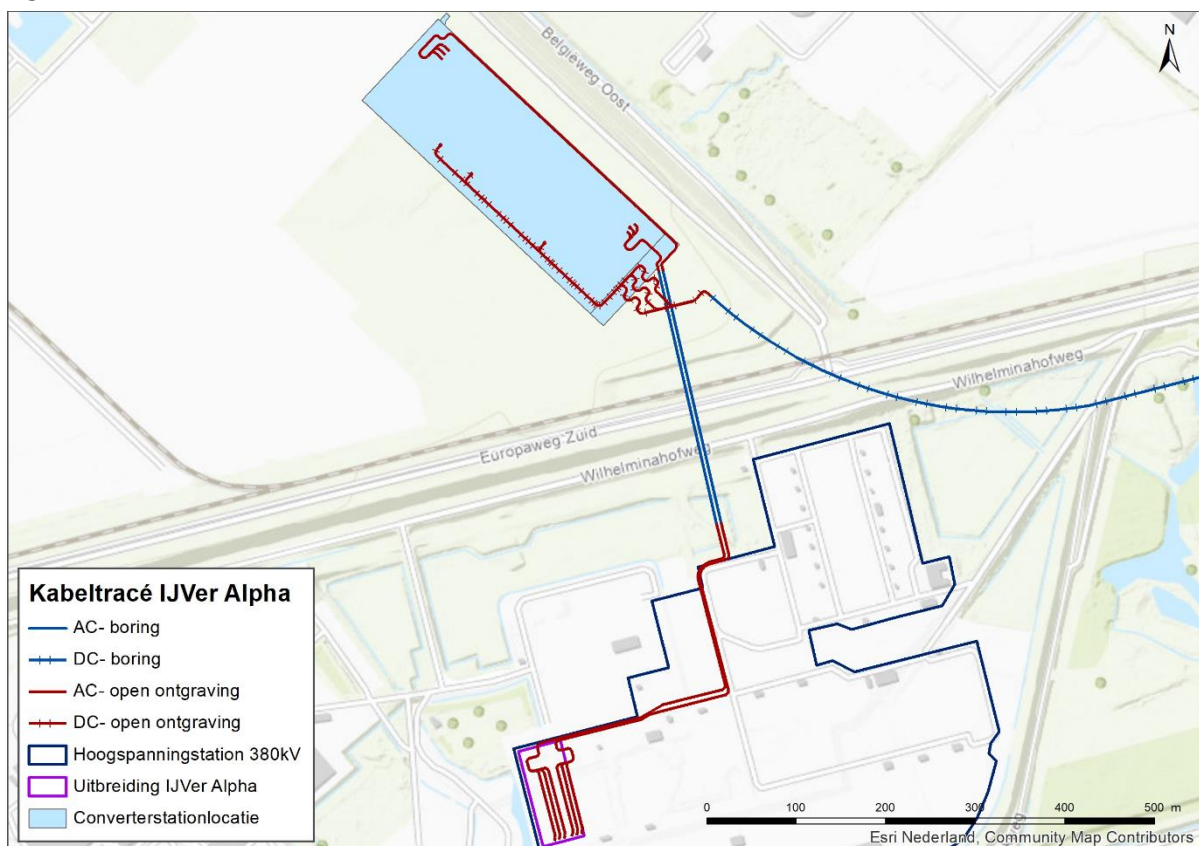 N
Belgiëweg Oost
Wilhelminahofweg
Europaweg Zuid
Wilhelminahofweg
Kabeltracé IJVer Alpha
AC- boring
DC- boring
AC- open ontgraving
DC- open ontgraving
Hoogspanningstation 380kV
Uitbreiding IJVer Alpha
Converterstationlocatie
0 100 200 300 400 500 m
Esri Nederland, Community Map Contributors